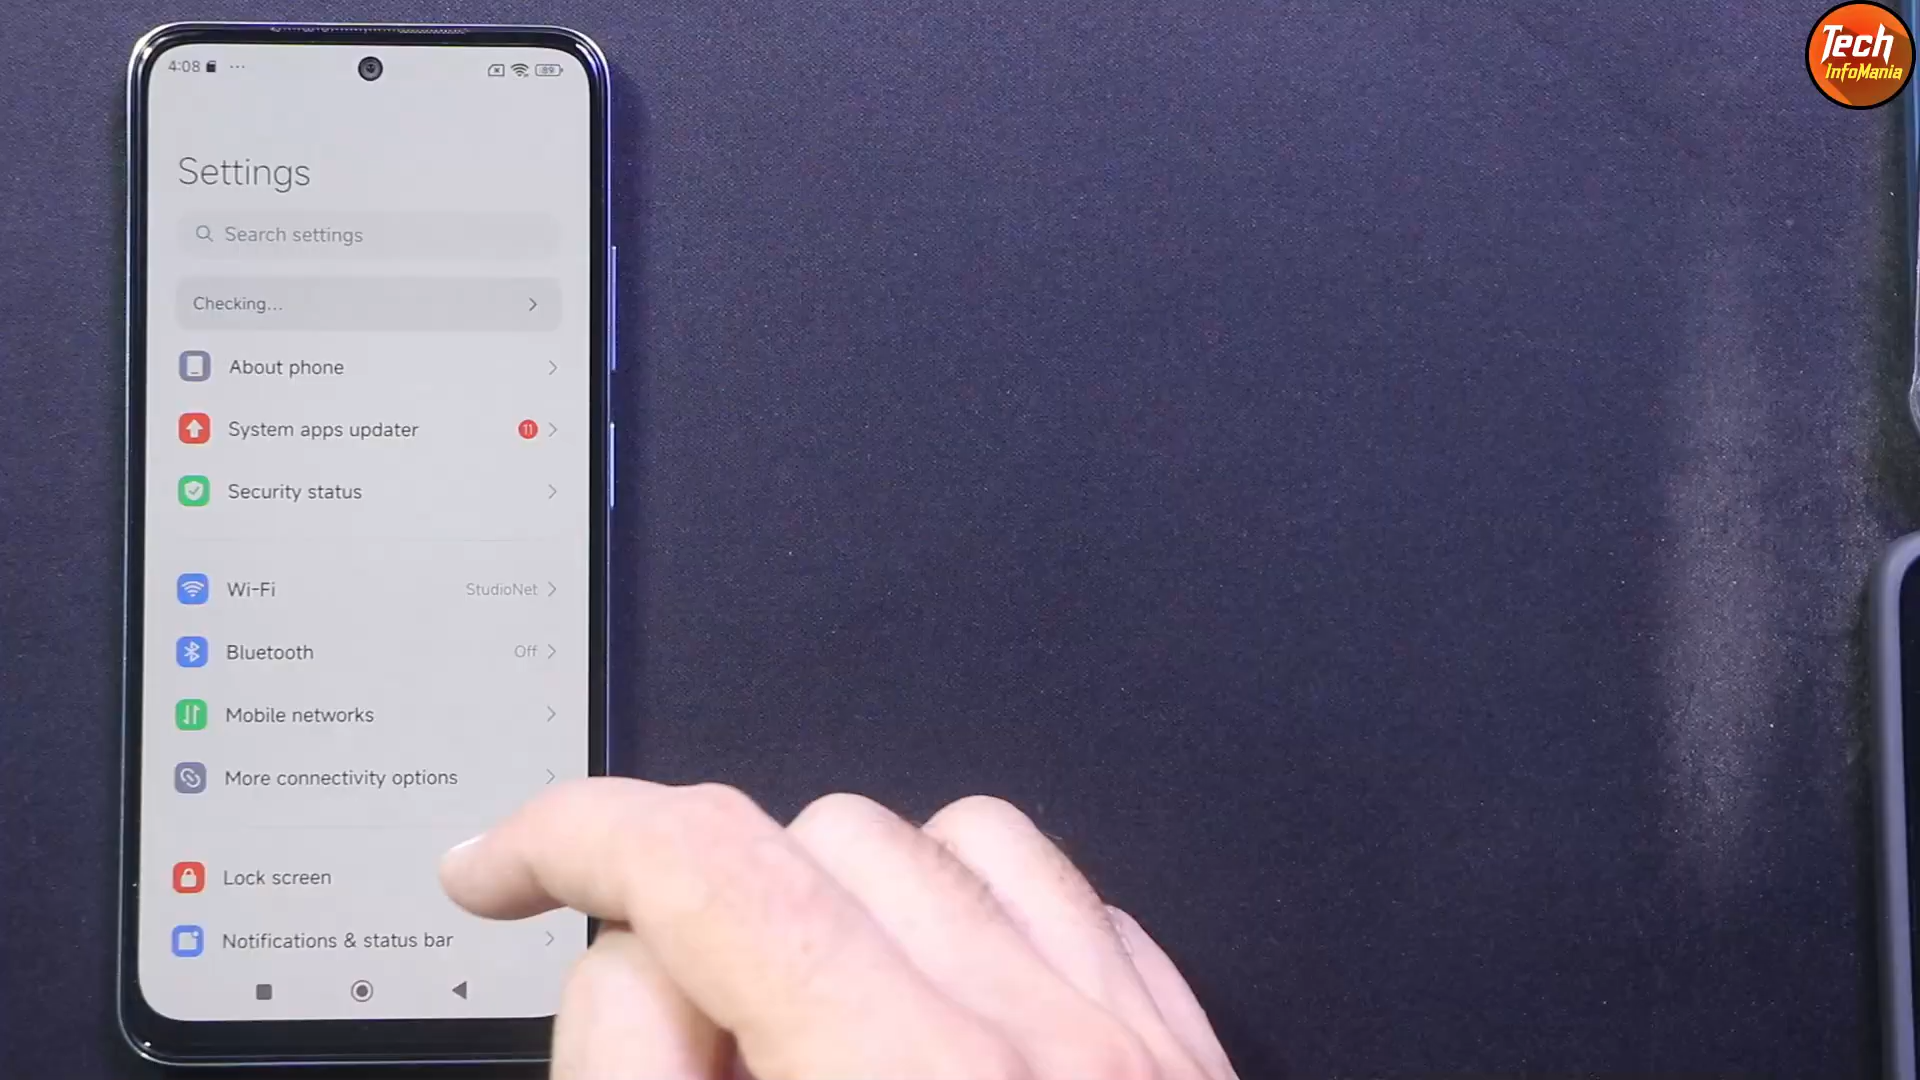 4:08
89
Tech
InfoMania
Settings
Search settings
Checking...
About phone
System apps updater 11
Security status
Wi-Fi StudioNet
Bluetooth Off
Mobile networks
More connectivity options
Lock screen
Notifications & status bar